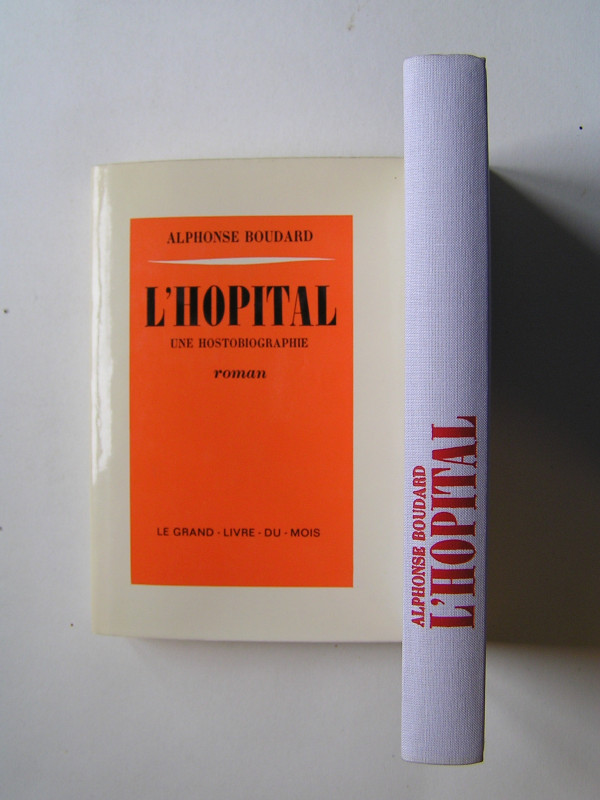 ALPHONSE BOUDARD
L'HOPITAL
UNE HOSTOBIOGRAPHIE
roman
LE GRAND - LIVRE - DU - MOIS
ALPHONSE BOUDARD
L'HOPITAL